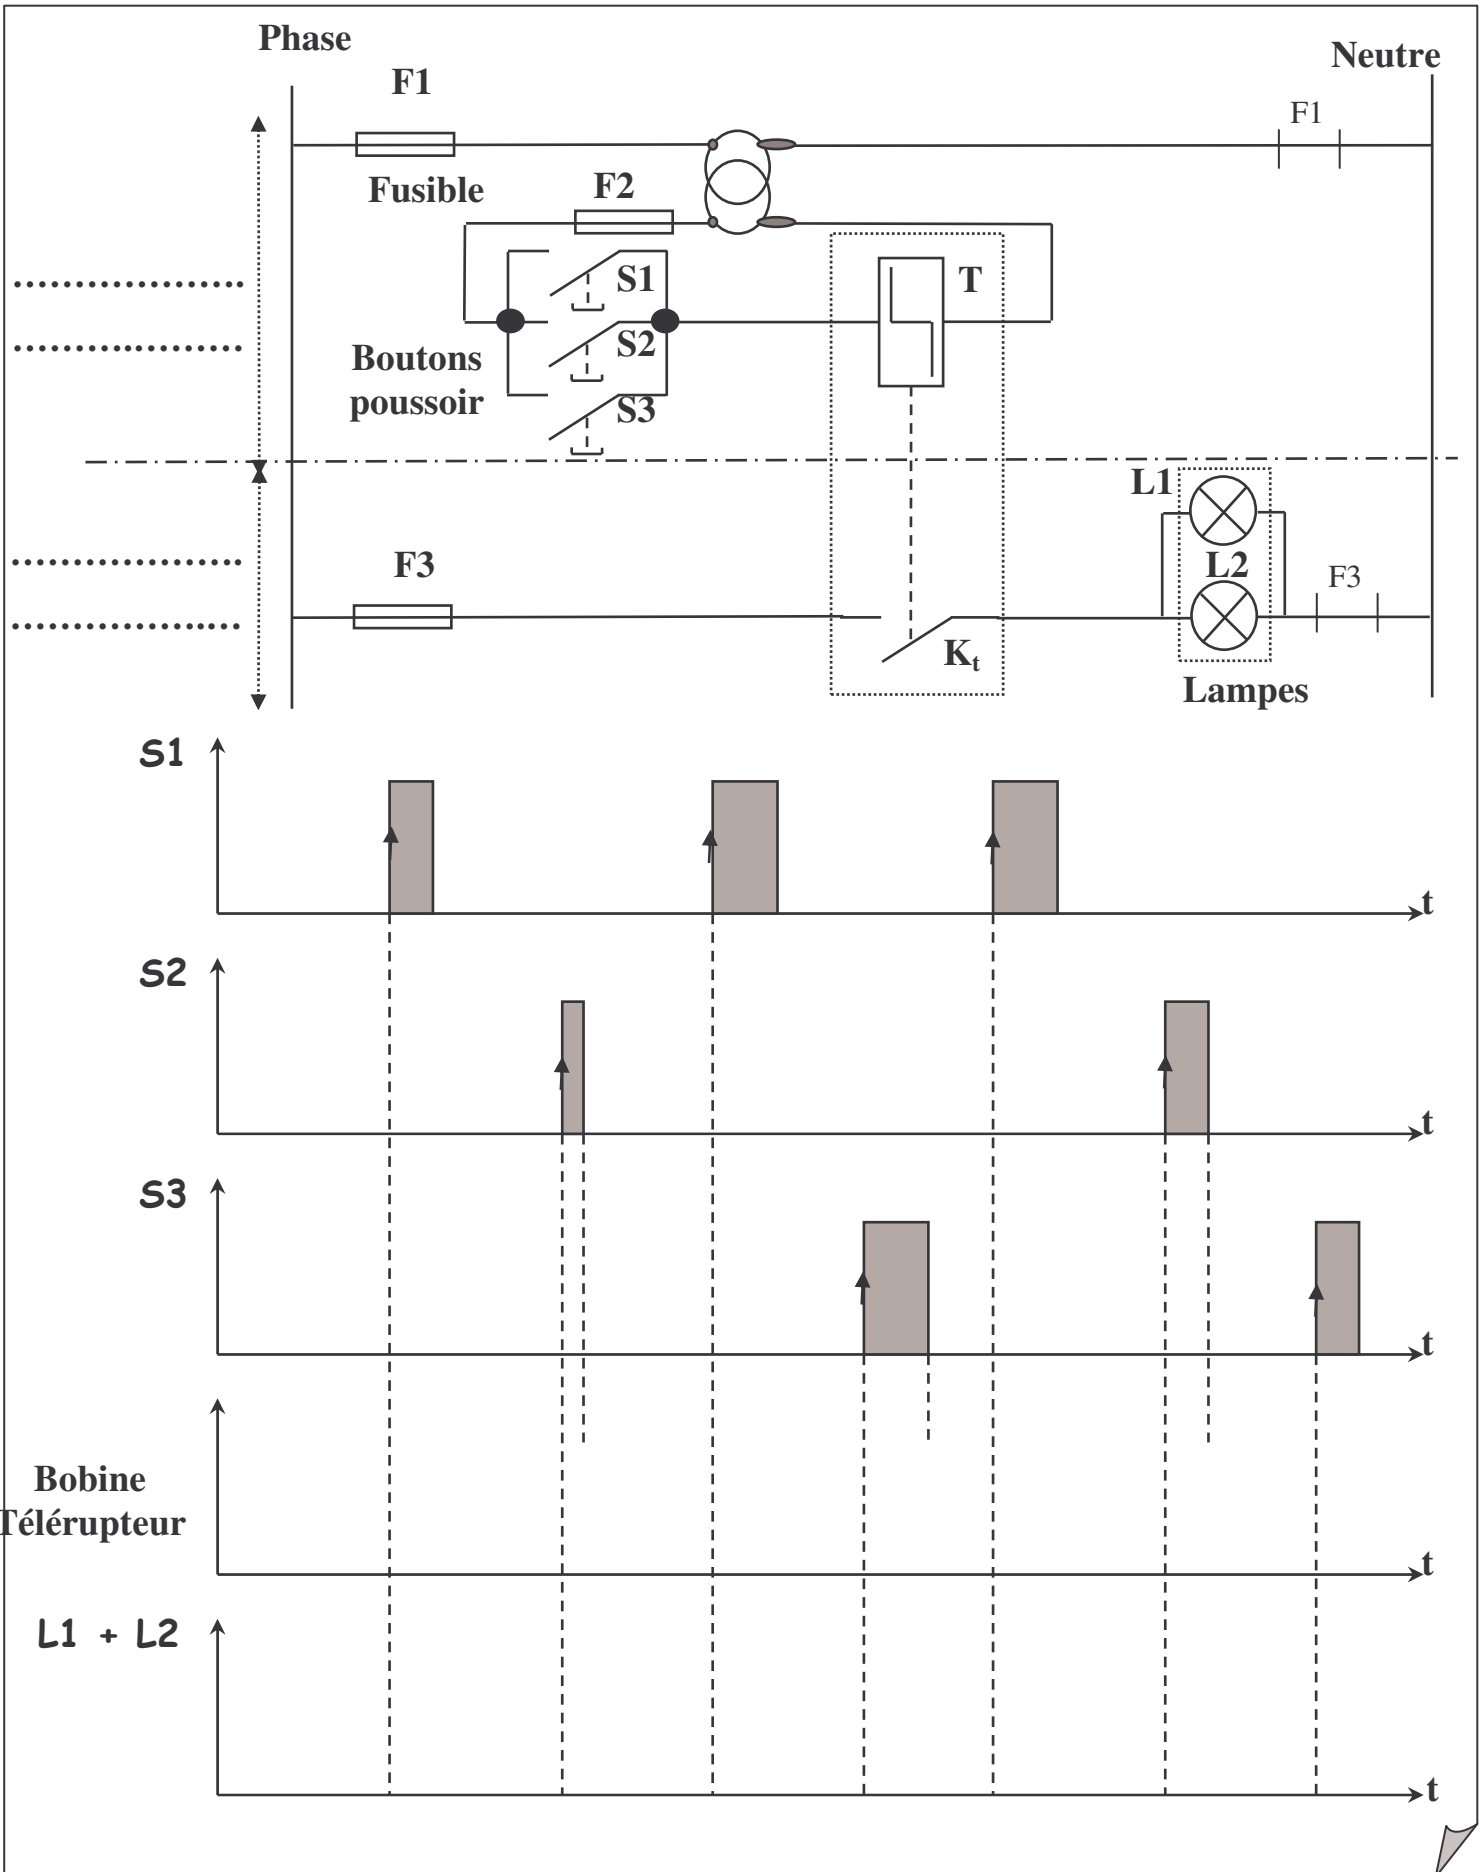 Phase
Neutre
F1
F1
Fusible
F2
S1
T
S2
Boutons
poussoir
S3
L1
L2
F3
F3
Kt
Lampes
S1
t
S2
t
S3
t
Bobine
Télérupteur
t
L1 + L2
t